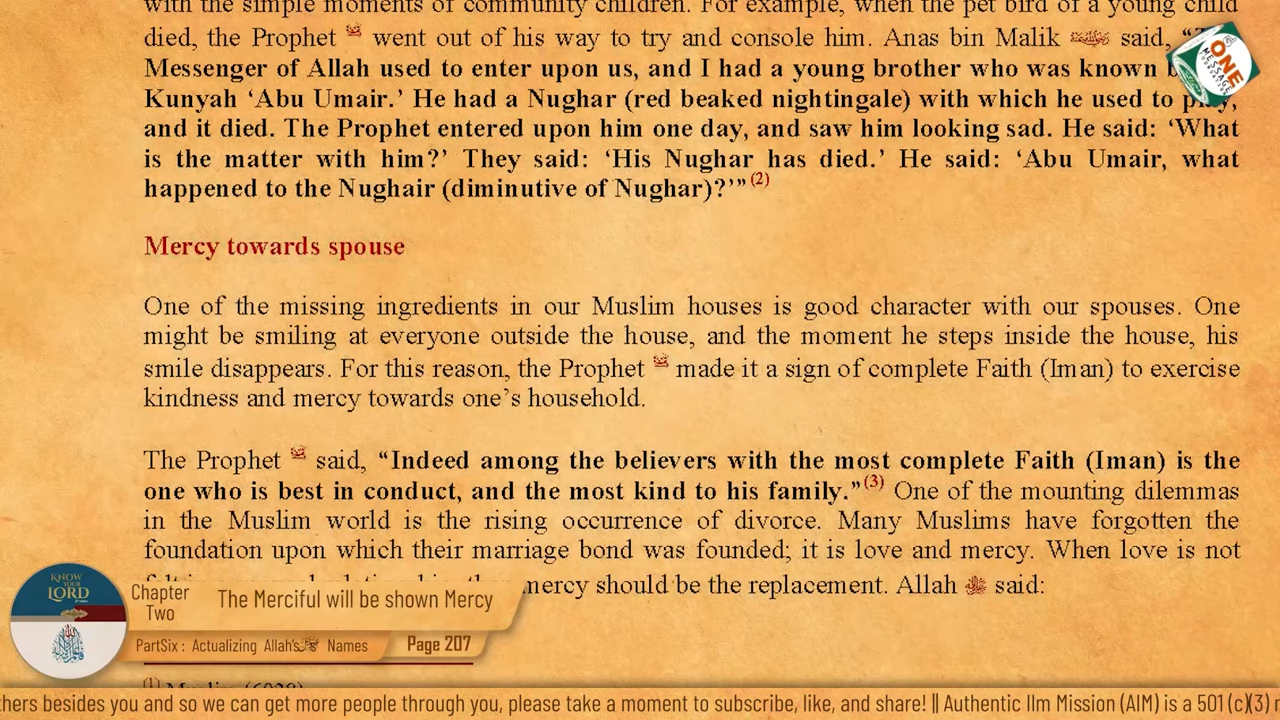 with the simple moments of community children. For example, when the pet bird of a young child
died, the Prophet ﷺ went out of his way to try and console him. Anas bin Malik said,
Messenger of Allah used to enter upon us, and I had a young brother who was known
Kunyah ‘Abu Umair.’ He had a Nughar (red beaked nightingale) with which he used to play,
and it died. The Prophet entered upon him one day, and saw him looking sad. He said: ‘What
is the matter with him?’ They said: ‘His Nughar has died.’ He said: ‘Abu Umair, what
happened to the Nughair (diminutive of Nughar)?’” (2)
Mercy towards spouse
One of the missing ingredients in our Muslim houses is good character with our spouses. One
might be smiling at everyone outside the house, and the moment he steps inside the house, his
smile disappears. For this reason, the Prophet ﷺ made it a sign of complete Faith (Iman) to exercise
kindness and mercy towards one’s household.
The Prophet ﷺ said, “Indeed among the believers with the most complete Faith (Iman) is the
one who is best in conduct, and the most kind to his family.”(3) One of the mounting dilemmas
in the Muslim world is the rising occurrence of divorce. Many Muslims have forgotten the
foundation upon which their marriage bond was founded; it is love and mercy. When love is not
mercy should be the replacement. Allah said:
ONE MESSAGE
KNOW YOUR LORD
Chapter Two
The Merciful will be shown Mercy
PartSix : Actualizing Allah's Names
Page 207
(1) Muslim
thers besides you and so we can get more people through you, please take a moment to subscribe, like, and share! || Authentic Ilm Mission (AIM) is a 501 (c)(3)